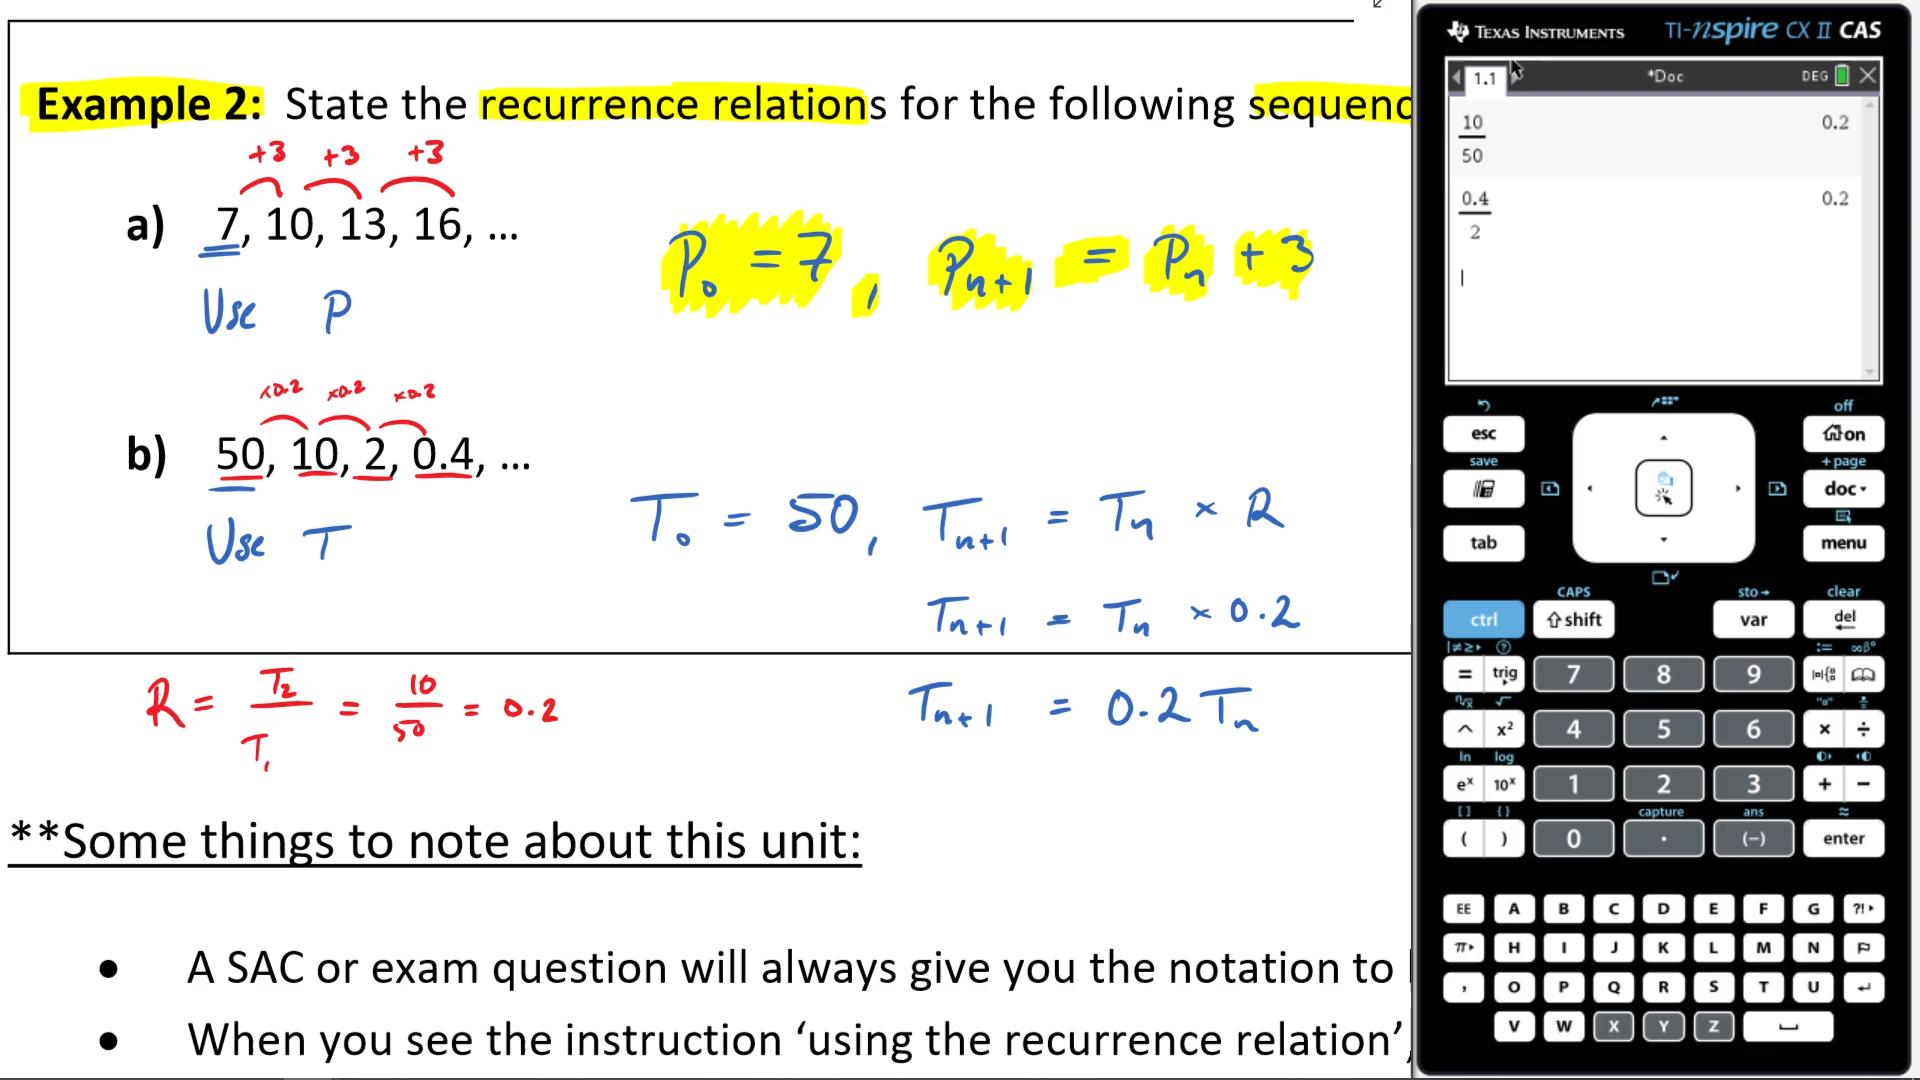 Example 2: State the recurrence relations for the following sequenc
+3 +3 +3
a) 7, 10, 13, 16, ...
P₀ = 7, Pₙ₊₁ = Pₙ + 3
Use P
×0.2 ×0.2 ×0.2
b) 50, 10, 2, 0.4, ...
T₀ = 50, Tₙ₊₁ = Tₙ × R
Use T
Tₙ₊₁ = Tₙ × 0.2
R = T₂/T₁ = 10/50 = 0.2
Tₙ₊₁ = 0.2Tₙ
**Some things to note about this unit:
• A SAC or exam question will always give you the notation to
• When you see the instruction ‘using the recurrence relation’,
TEXAS INSTRUMENTS TI-nspire CX II CAS
1.1 *Doc DEG
10/50 0.2
0.4/2 0.2
off
esc on
save + page
doc
tab menu
CAPS sto→ clear
ctrl shift var del
= trig 7 8 9
^ x² 4 5 6 × ÷
ln log
eˣ 10ˣ 1 2 3 + −
[ ] { } capture ans ≈
( ) 0 . (−) enter
EE A B C D E F G ?!
π H I J K L M N
, O P Q R S T U
V W X Y Z